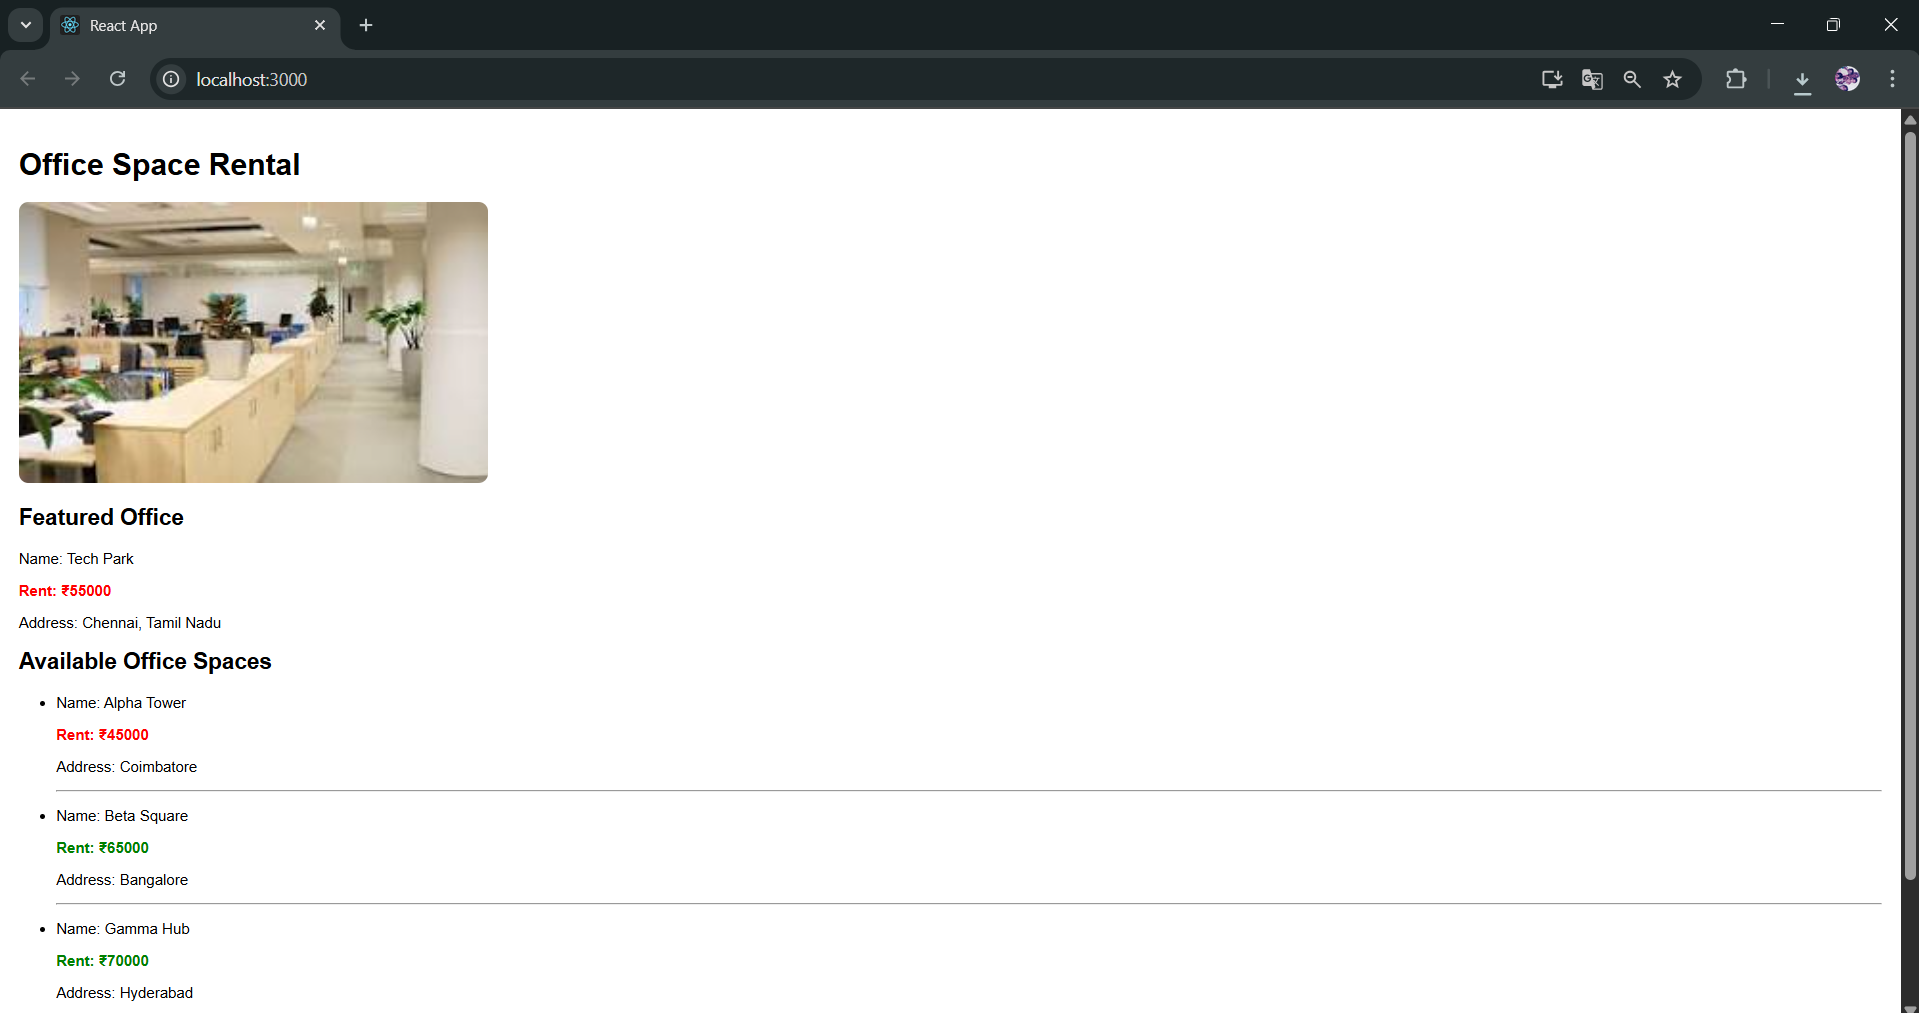 React App
localhost:3000
Office Space Rental
Featured Office
Name: Tech Park
Rent: ₹55000
Address: Chennai, Tamil Nadu
Available Office Spaces
Name: Alpha Tower
Rent: ₹45000
Address: Coimbatore
Name: Beta Square
Rent: ₹65000
Address: Bangalore
Name: Gamma Hub
Rent: ₹70000
Address: Hyderabad